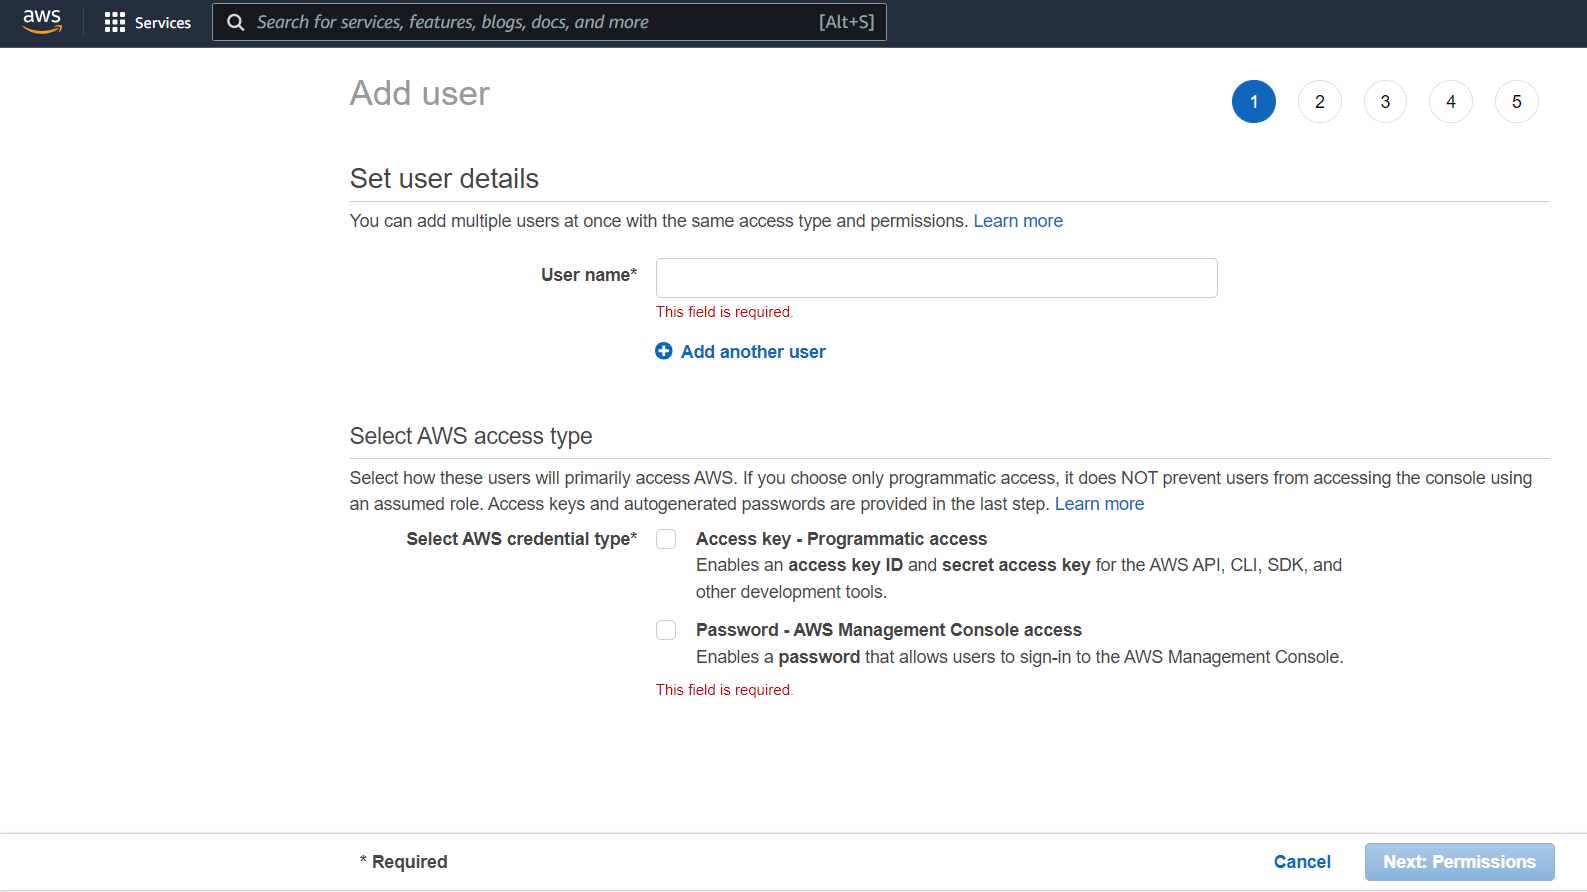 aws
Services
Search for services, features, blogs, docs, and more
[Alt+S]
Add user
1
2
3
4
5
Set user details
You can add multiple users at once with the same access type and permissions. Learn more
User name*
This field is required.
Add another user
Select AWS access type
Select how these users will primarily access AWS. If you choose only programmatic access, it does NOT prevent users from accessing the console using
an assumed role. Access keys and autogenerated passwords are provided in the last step. Learn more
Select AWS credential type*
Access key - Programmatic access
Enables an access key ID and secret access key for the AWS API, CLI, SDK, and
other development tools.
Password - AWS Management Console access
Enables a password that allows users to sign-in to the AWS Management Console.
This field is required.
* Required
Cancel
Next: Permissions